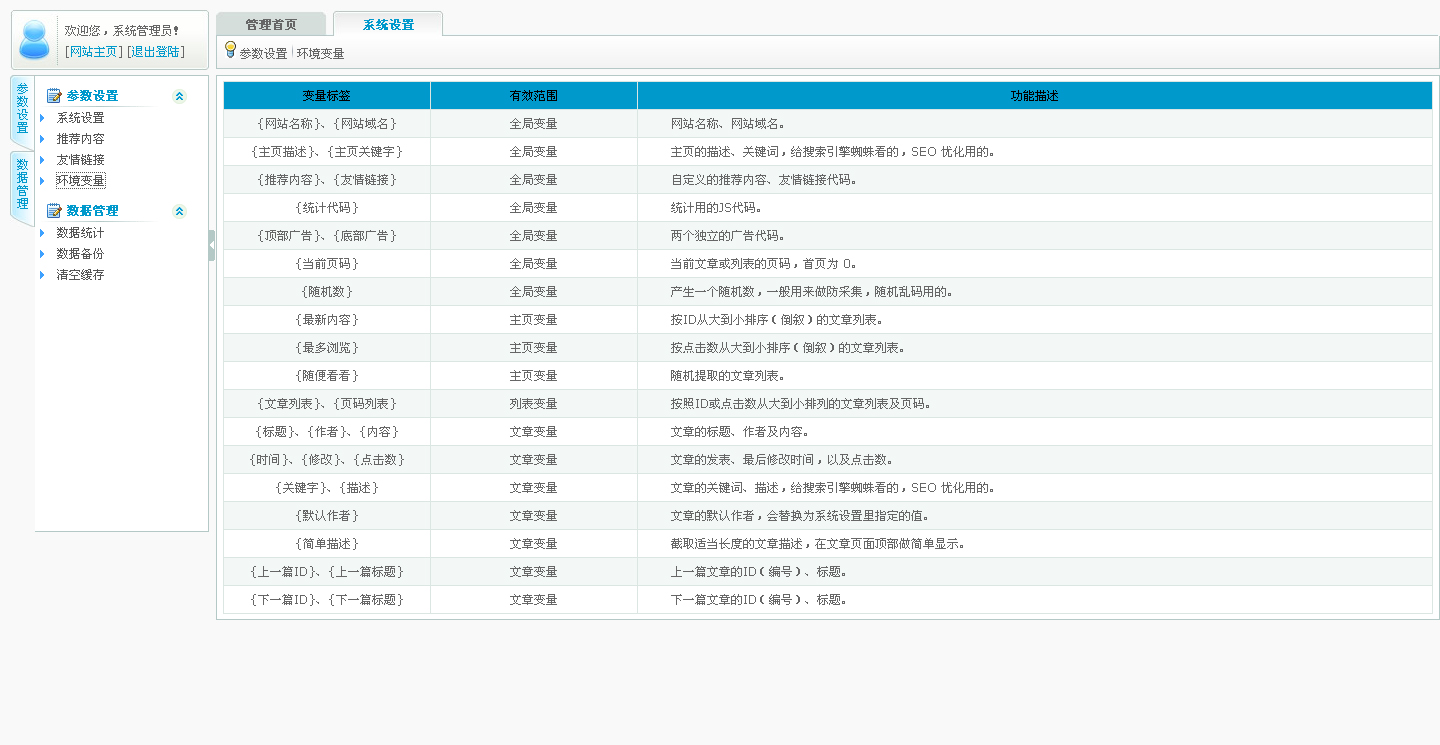 欢迎您，系统管理员！
[网站主页] [退出登陆]
管理首页 系统设置
参数设置 环境变量
参数设置
数据管理
参数设置
系统设置
推荐内容
友情链接
环境变量
数据管理
数据统计
数据备份
清空缓存
变量标签 有效范围 功能描述
{网站名称}、{网站域名} 全局变量 网站名称、网站域名。
{主页描述}、{主页关键字} 全局变量 主页的描述、关键词，给搜索引擎蜘蛛看的，SEO 优化用的。
{推荐内容}、{友情链接} 全局变量 自定义的推荐内容、友情链接代码。
{统计代码} 全局变量 统计用的JS代码。
{顶部广告}、{底部广告} 全局变量 两个独立的广告代码。
{当前页码} 全局变量 当前文章或列表的页码，首页为 0。
{随机数} 全局变量 产生一个随机数，一般用来做防采集，随机乱码用的。
{最新内容} 主页变量 按ID从大到小排序（倒叙）的文章列表。
{最多浏览} 主页变量 按点击数从大到小排序（倒叙）的文章列表。
{随便看看} 主页变量 随机提取的文章列表。
{文章列表}、{页码列表} 列表变量 按照ID或点击数从大到小排列的文章列表及页码。
{标题}、{作者}、{内容} 文章变量 文章的标题、作者及内容。
{时间}、{修改}、{点击数} 文章变量 文章的发表、最后修改时间，以及点击数。
{关键字}、{描述} 文章变量 文章的关键词、描述，给搜索引擎蜘蛛看的，SEO 优化用的。
{默认作者} 文章变量 文章的默认作者，会替换为系统设置里指定的值。
{简单描述} 文章变量 截取适当长度的文章描述，在文章页面顶部做简单显示。
{上一篇ID}、{上一篇标题} 文章变量 上一篇文章的ID（编号）、标题。
{下一篇ID}、{下一篇标题} 文章变量 下一篇文章的ID（编号）、标题。